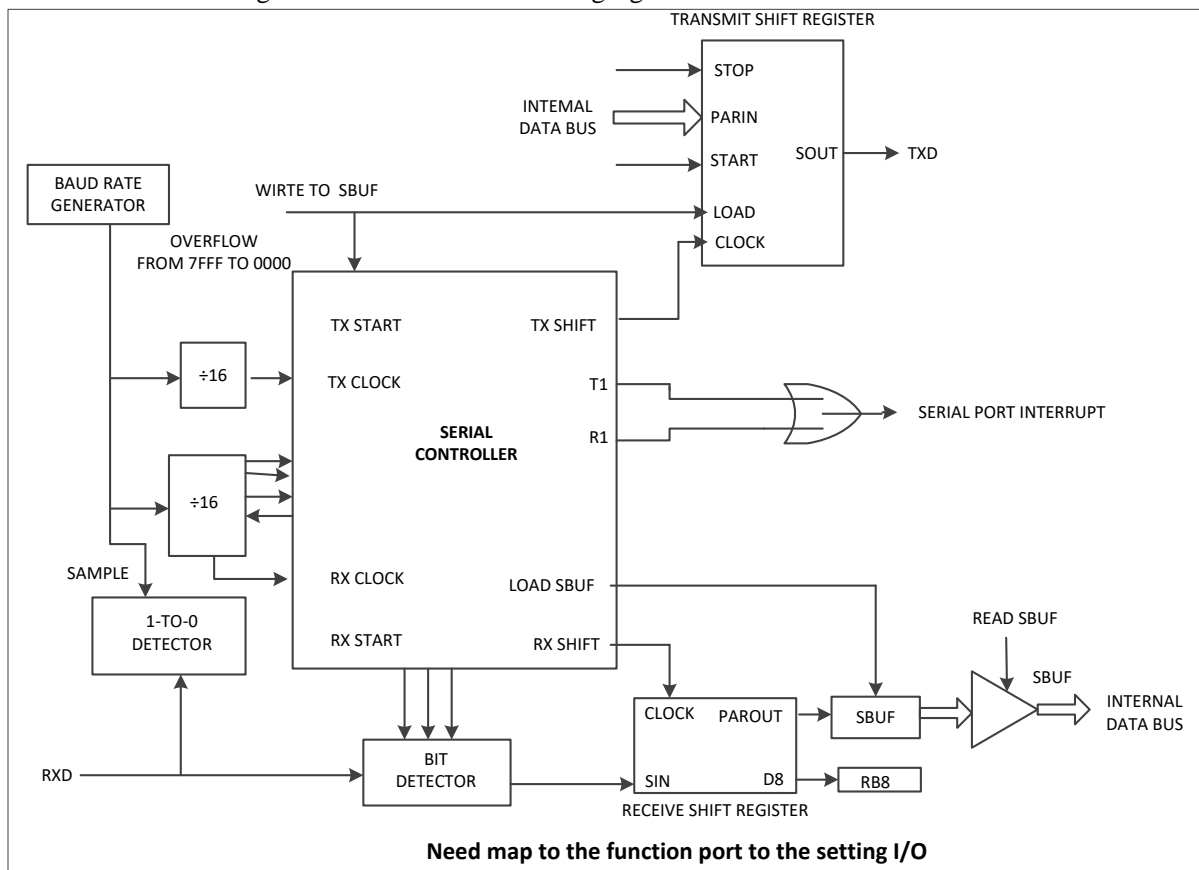 TRANSMIT SHIFT REGISTER
STOP
INTEMAL
DATA BUS
PARIN
START
SOUT
TXD
BAUD RATE
GENERATOR
WIRTE TO SBUF
LOAD
CLOCK
OVERFLOW
FROM 7FFF TO 0000
TX START
TX SHIFT
÷16
TX CLOCK
T1
SERIAL PORT INTERRUPT
R1
SERIAL
CONTROLLER
÷16
SAMPLE
RX CLOCK
LOAD SBUF
1-TO-0
DETECTOR
RX START
RX SHIFT
READ SBUF
SBUF
CLOCK
PAROUT
SBUF
INTERNAL
DATA BUS
RXD
BIT
DETECTOR
SIN
D8
RB8
RECEIVE SHIFT REGISTER
Need map to the function port to the setting I/O